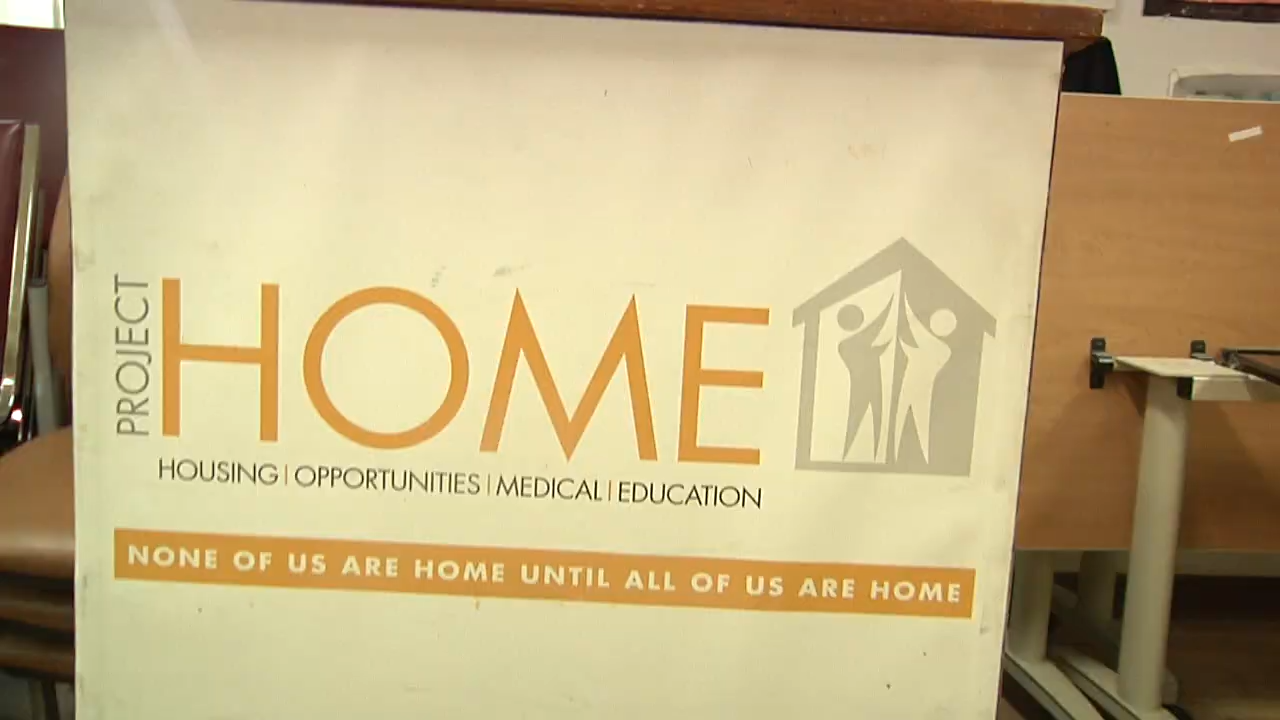 PROJECT
HOME
HOUSING | OPPORTUNITIES | MEDICAL | EDUCATION
NONE OF US ARE HOME UNTIL ALL OF US ARE HOME